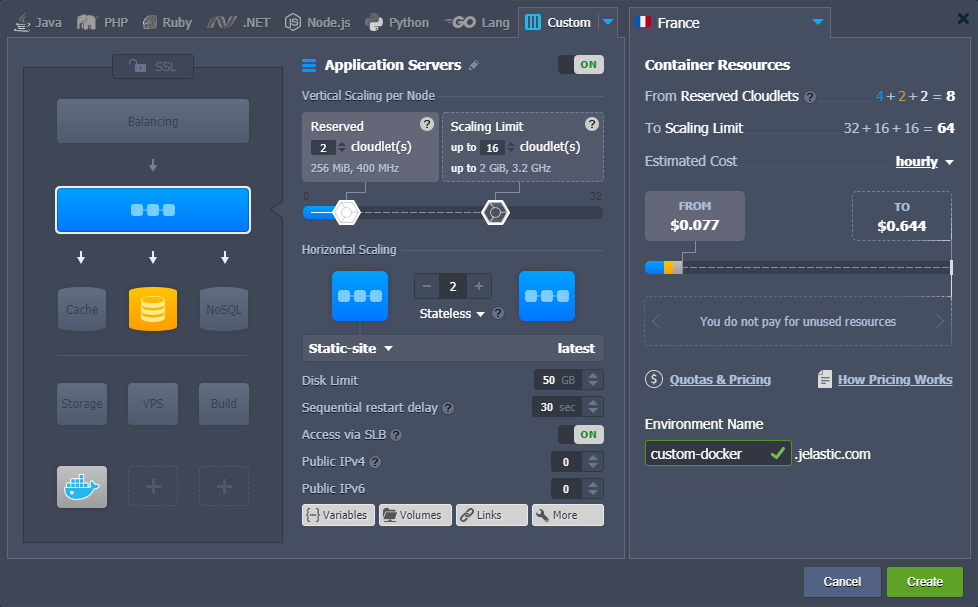 Java PHP Ruby .NET Node.js Python GO Lang Custom France
SSL
Balancing
Cache NoSQL
Storage VPS Build
Application Servers ON
Vertical Scaling per Node
Reserved ?
2 cloudlet(s)
256 MiB, 400 MHz
Scaling Limit ?
up to 16 cloudlet(s)
up to 2 GiB, 3.2 GHz
0 32
Horizontal Scaling
− 2 +
Stateless ?
Static-site latest
Disk Limit 50 GB
Sequential restart delay ? 30 sec
Access via SLB ? ON
Public IPv4 ? 0
Public IPv6 0
Variables Volumes Links More
Container Resources
From Reserved Cloudlets ? 4 + 2 + 2 = 8
To Scaling Limit 32 + 16 + 16 = 64
Estimated Cost hourly
FROM
$0.077
TO
$0.644
You do not pay for unused resources
$ Quotas & Pricing How Pricing Works
Environment Name
custom-docker .jelastic.com
Cancel Create